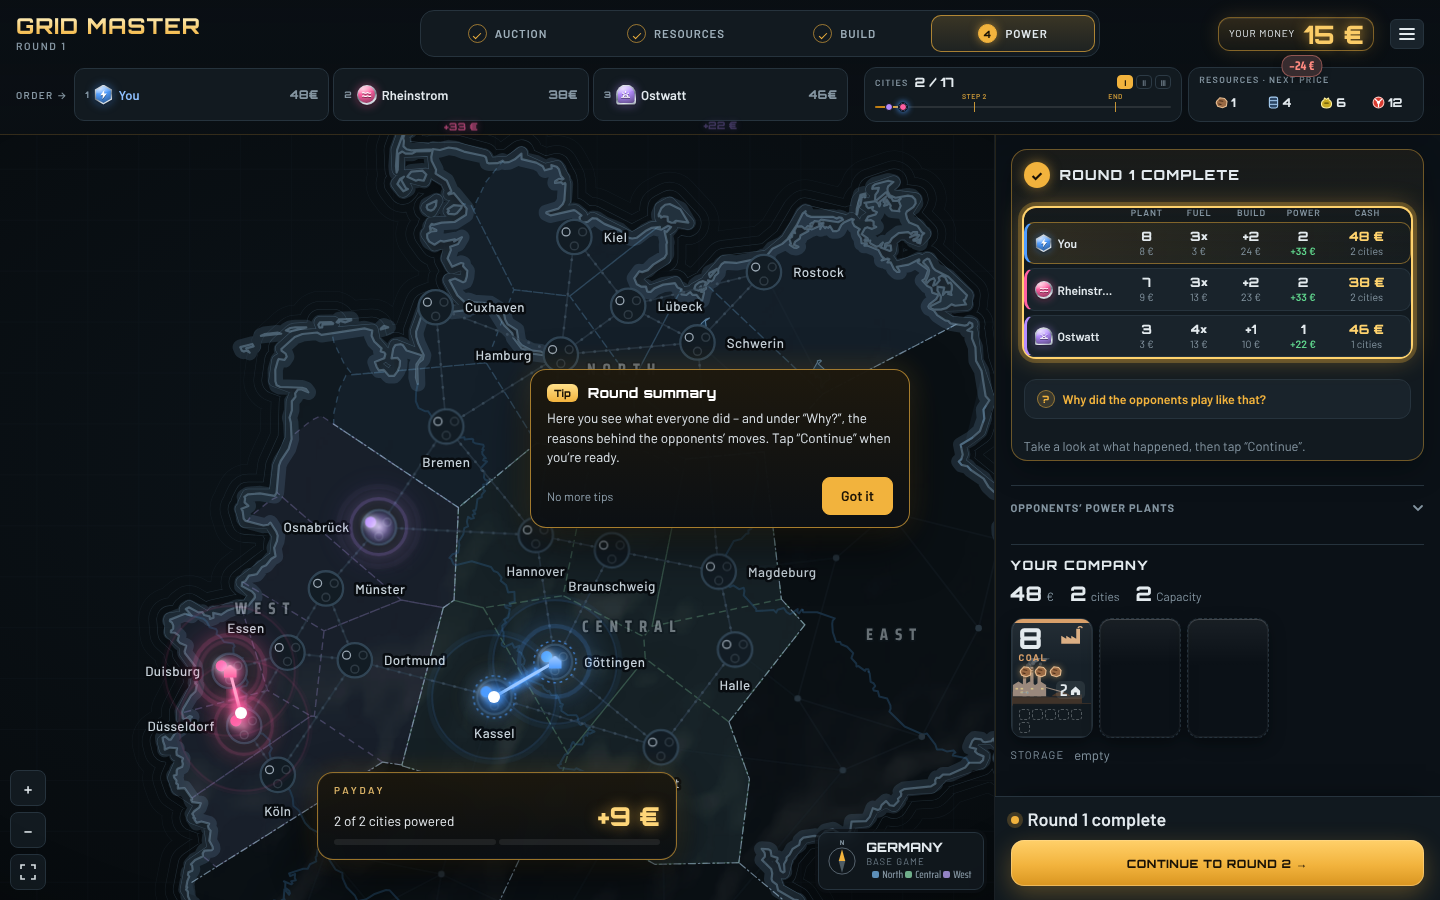 GRID MASTER
ROUND 1
AUCTION
RESOURCES
BUILD
4 POWER
YOUR MONEY 15 €
−24 €
ORDER →
1 You 48€
2 Rheinstrom 38€
3 Ostwatt 46€
+33 €
+22 €
CITIES 2 / 17
I II III
STEP 2
END
RESOURCES · NEXT PRICE
1 4 6 12
Kiel
Rostock
Cuxhaven
Lübeck
Hamburg
Schwerin
NORTH
Bremen
Osnabrück
Hannover
Braunschweig
Magdeburg
Münster
WEST
Essen
CENTRAL
EAST
Duisburg
Dortmund
Göttingen
Halle
Düsseldorf
Kassel
Köln
Tip Round summary
Here you see what everyone did – and under “Why?”, the
reasons behind the opponents’ moves. Tap “Continue” when
you’re ready.
No more tips
Got it
PAYDAY
2 of 2 cities powered
+9 €
+
−
N
GERMANY
BASE GAME
North Central West
ROUND 1 COMPLETE
PLANT FUEL BUILD POWER CASH
You 8 3x +2 2 48 €
8 € 3 € 24 € +33 € 2 cities
Rheinstr... 7 3x +2 2 38 €
9 € 13 € 23 € +33 € 2 cities
Ostwatt 3 4x +1 1 46 €
3 € 13 € 10 € +22 € 1 cities
? Why did the opponents play like that?
Take a look at what happened, then tap “Continue”.
OPPONENTS’ POWER PLANTS
YOUR COMPANY
48 € 2 cities 2 Capacity
8
COAL
2
STORAGE empty
Round 1 complete
CONTINUE TO ROUND 2 →